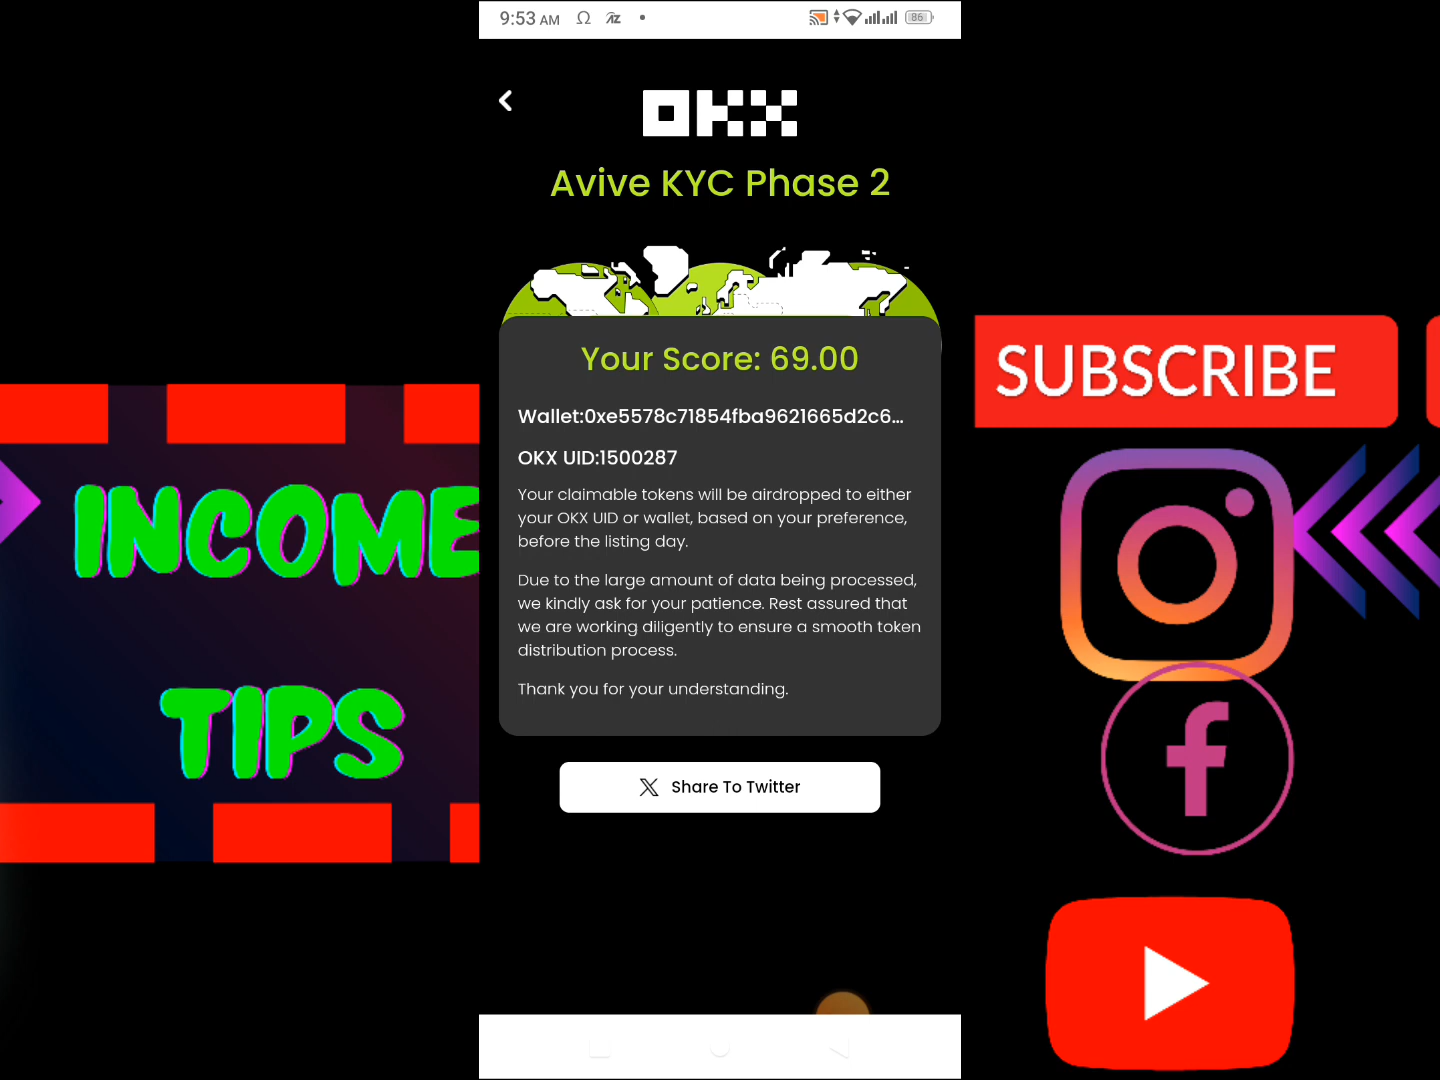 9:53 AM
86
OKX
Avive KYC Phase 2
Your Score: 69.00
Wallet:0xe5578c71854fba9621665d2c6...
OKX UID:1500287
Your claimable tokens will be airdropped to either
your OKX UID or wallet, based on your preference,
before the listing day.
Due to the large amount of data being processed,
we kindly ask for your patience. Rest assured that
we are working diligently to ensure a smooth token
distribution process.
Thank you for your understanding.
X Share To Twitter
INCOME
TIPS
SUBSCRIBE
f